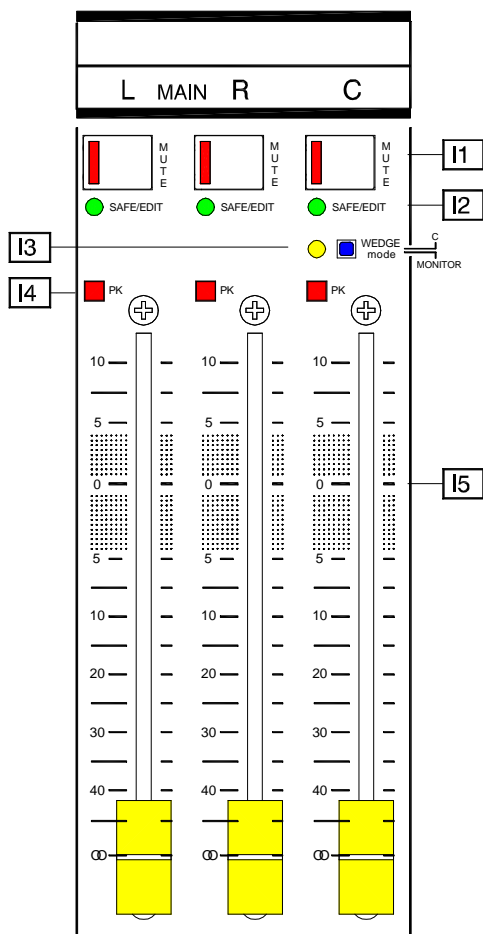 L MAIN R C
MUTE MUTE MUTE I1
SAFE/EDIT SAFE/EDIT SAFE/EDIT I2
I3 WEDGE mode C MONITOR
I4 PK PK PK
10 10 10
5 5 5
0 0 0 I5
5 5 5
10 10 10
20 20 20
30 30 30
40 40 40
∞ ∞ ∞